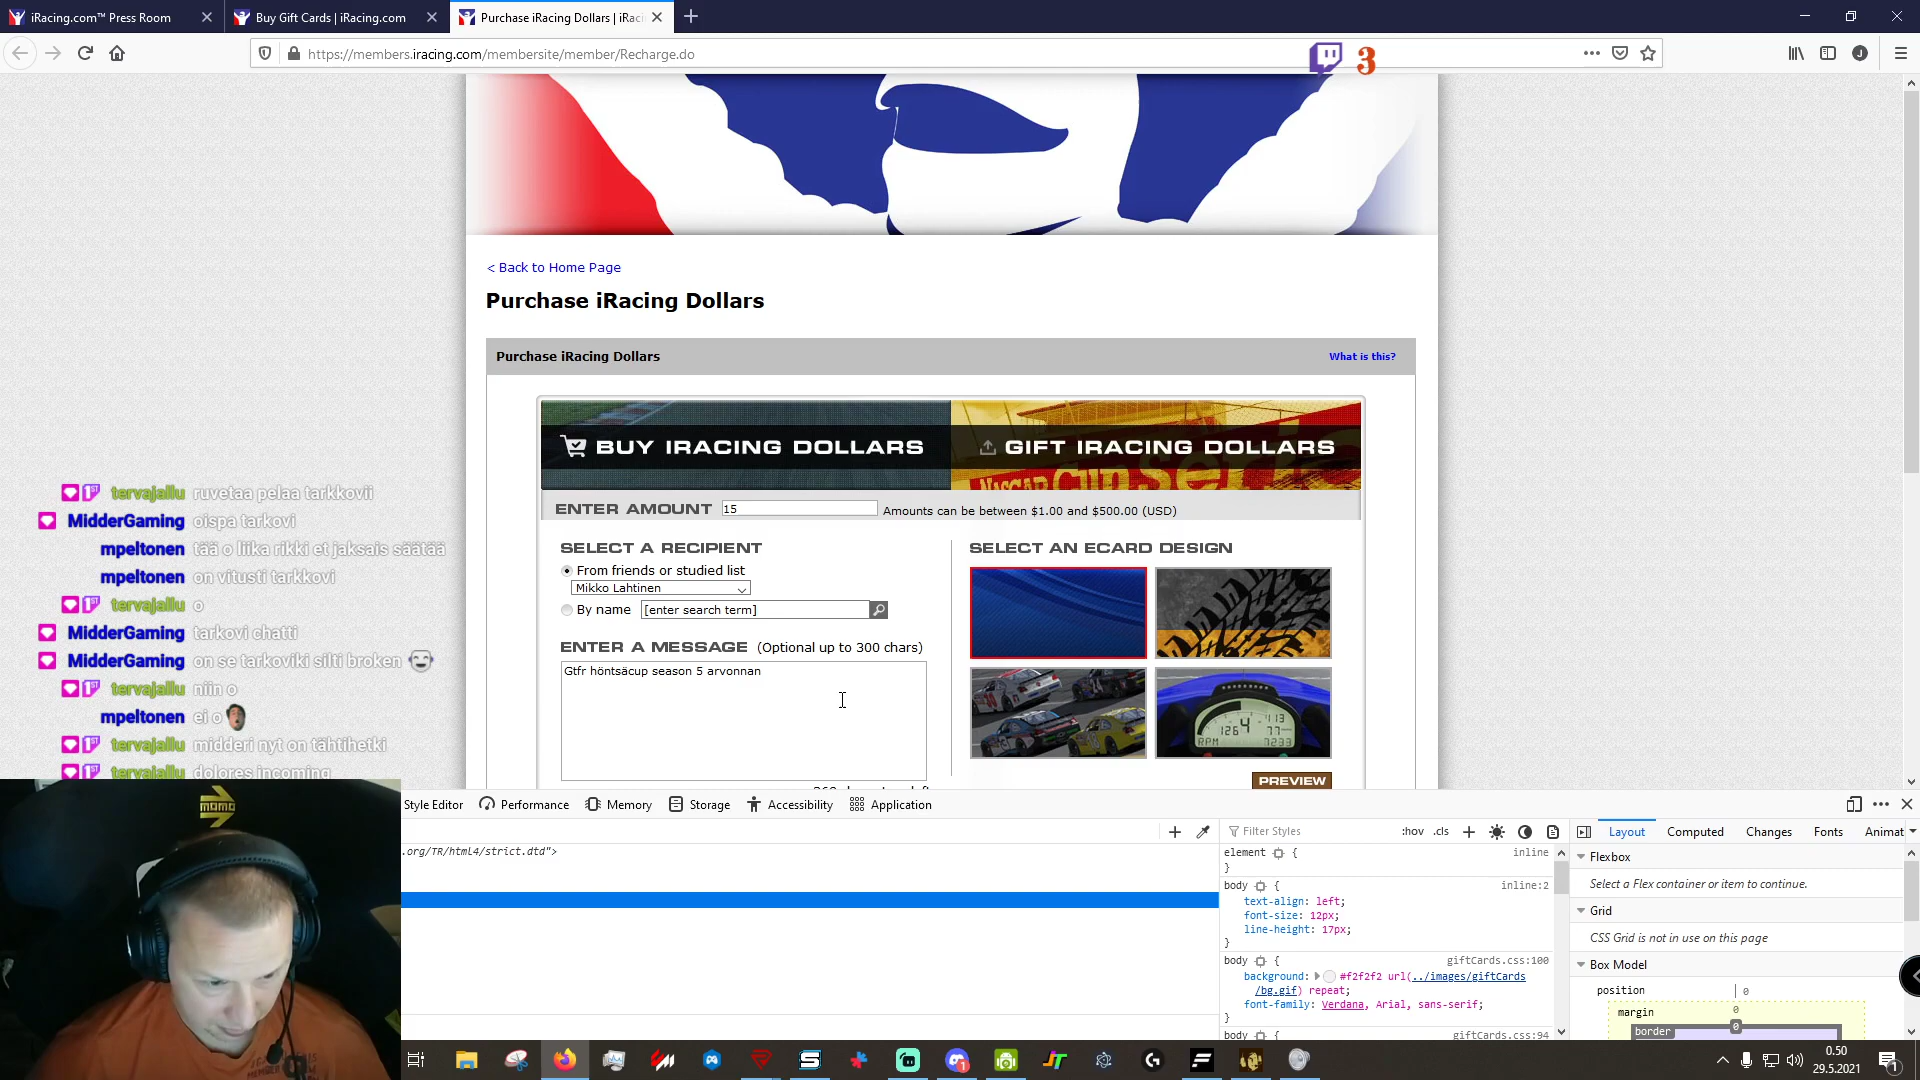 iRacing.com™ Press Room
Buy Gift Cards | iRacing.com
Purchase iRacing Dollars | iRaci
https://members.iracing.com/membersite/member/Recharge.do
3
J
< Back to Home Page
Purchase iRacing Dollars
Purchase iRacing Dollars
What is this?
BUY IRACING DOLLARS
GIFT IRACING DOLLARS
NASCAR CUP Serie
ENTER AMOUNT
15
Amounts can be between $1.00 and $500.00 (USD)
SELECT A RECIPIENT
From friends or studied list
Mikko Lahtinen
By name
[enter search term]
ENTER A MESSAGE (Optional up to 300 chars)
Gtfr höntsäcup season 5 arvonnan
SELECT AN ECARD DESIGN
PREVIEW
tervajallu ruvetaa pelaa tarkkovii
MidderGaming oispa tarkovi
mpeltonen tää o liika rikki et jaksais säätää
mpeltonen on vitusti tarkkovi
tervajallu o
MidderGaming tarkovi chatti
MidderGaming on se tarkoviki silti broken
tervajallu niin o
mpeltonen ei o
tervajallu midderi nyt on tähtihetki
tervajallu dolores incoming
momo
Style Editor
Performance
Memory
Storage
Accessibility
Application
.org/TR/html4/strict.dtd">
Filter Styles
:hov .cls
element {
inline
}
body {
inline:2
text-align: left;
font-size: 12px;
line-height: 17px;
}
body {
giftCards.css:100
background: #f2f2f2 url(../images/giftCards
/bg.gif) repeat;
font-family: Verdana, Arial, sans-serif;
}
body {
giftCards.css:94
Layout
Computed
Changes
Fonts
Animat
Flexbox
Select a Flex container or item to continue.
Grid
CSS Grid is not in use on this page
Box Model
position
0
margin
0
border
0
0.50
29.5.2021